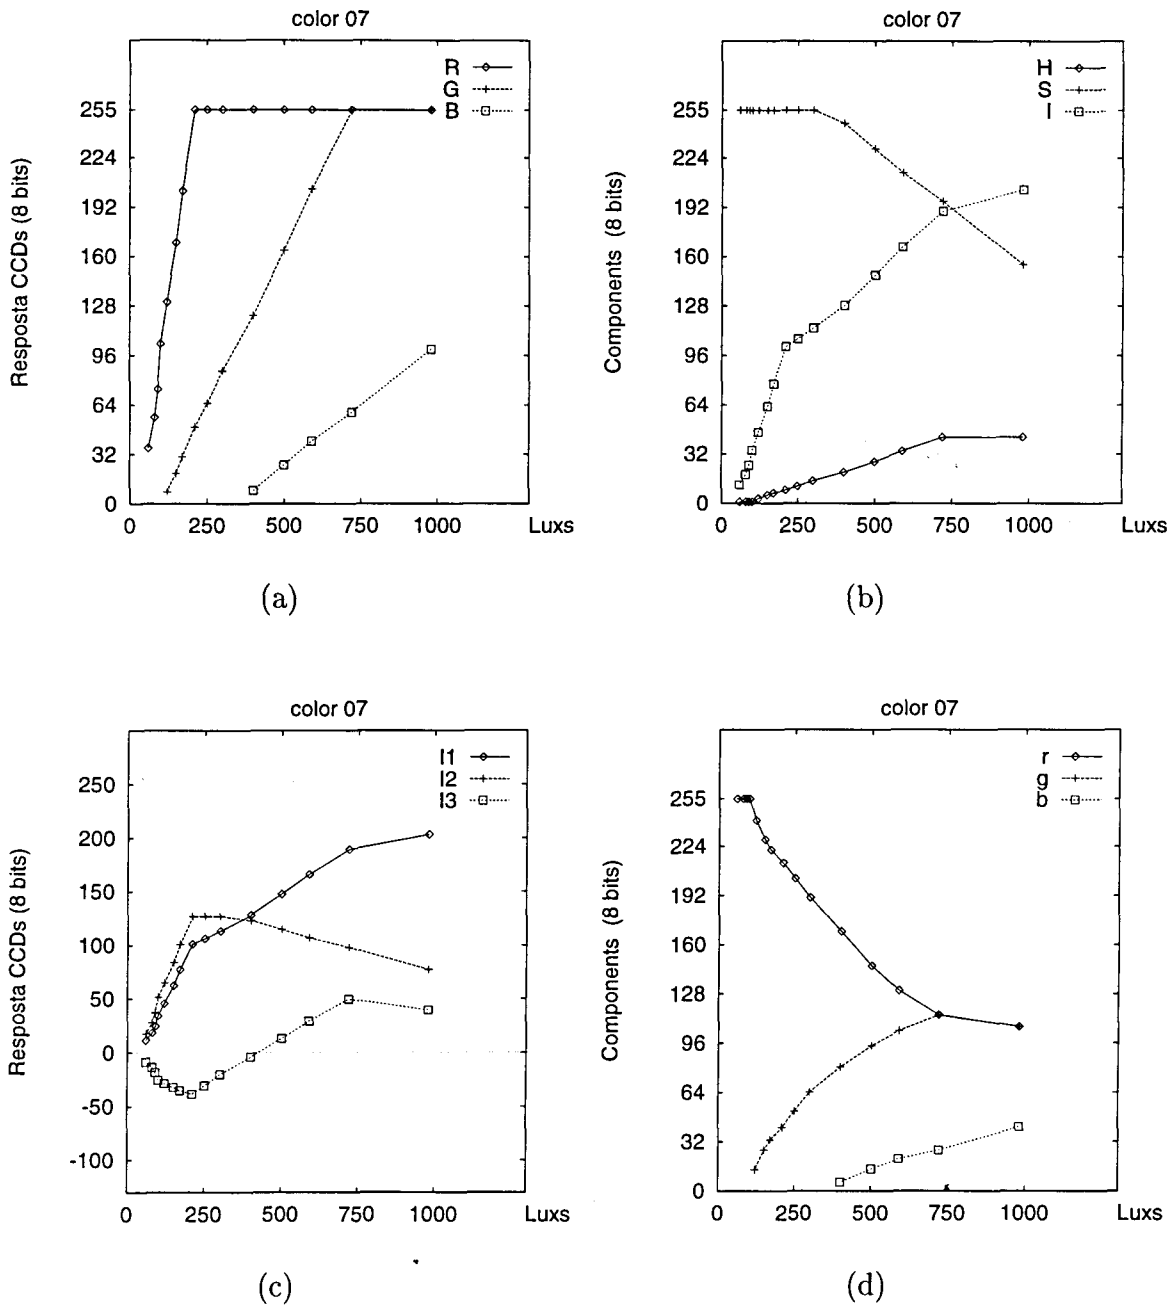 color 07
R
G
B
255
224
192
160
128
96
64
32
0
0 250 500 750 1000 Luxs
Resposta CCDs (8 bits)
(a)
color 07
H
S
I
255
224
192
160
128
96
64
32
0
0 250 500 750 1000 Luxs
Components (8 bits)
(b)
color 07
I1
I2
I3
250
200
150
100
50
0
-50
-100
0 250 500 750 1000 Luxs
Resposta CCDs (8 bits)
(c)
color 07
r
g
b
255
224
192
160
128
96
64
32
0
0 250 500 750 1000 Luxs
Components (8 bits)
(d)